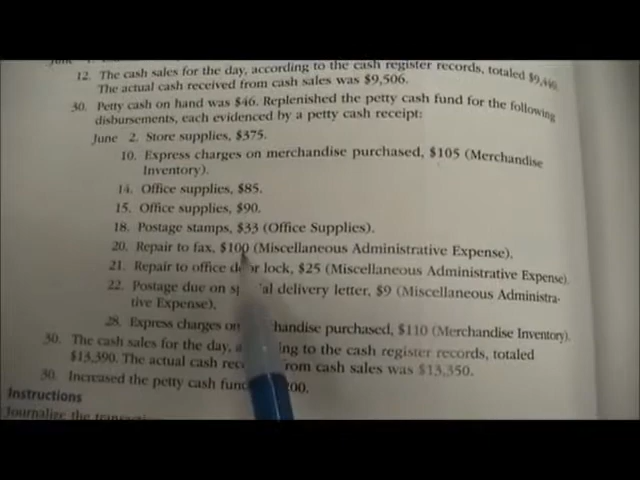 12. The cash sales for the day, according to the cash register records, totaled
The actual cash received from cash sales was $9,506.
30. Petty cash on hand was $46. Replenished the petty cash fund for the following
disbursements, each evidenced by a petty cash receipt:
June 2. Store supplies, $375.
10. Express charges on merchandise purchased, $105 (Merchandise
Inventory).
14. Office supplies, $85.
15. Office supplies, $90.
18. Postage stamps, $33 (Office Supplies).
20. Repair to fax, $100 (Miscellaneous Administrative Expense).
21. Repair to office lock, $25 (Miscellaneous Administrative Expense).
22. Postage due on delivery letter, $9 (Miscellaneous Administra-
tive Expense).
28. Express charges on purchased, $110 (Merchandise Inventory).
30. The cash sales for the day, to the cash register records, totaled
$13,390. The actual cash from cash sales was $13,350.
30. Increased the petty cash
Instructions
Journalize the